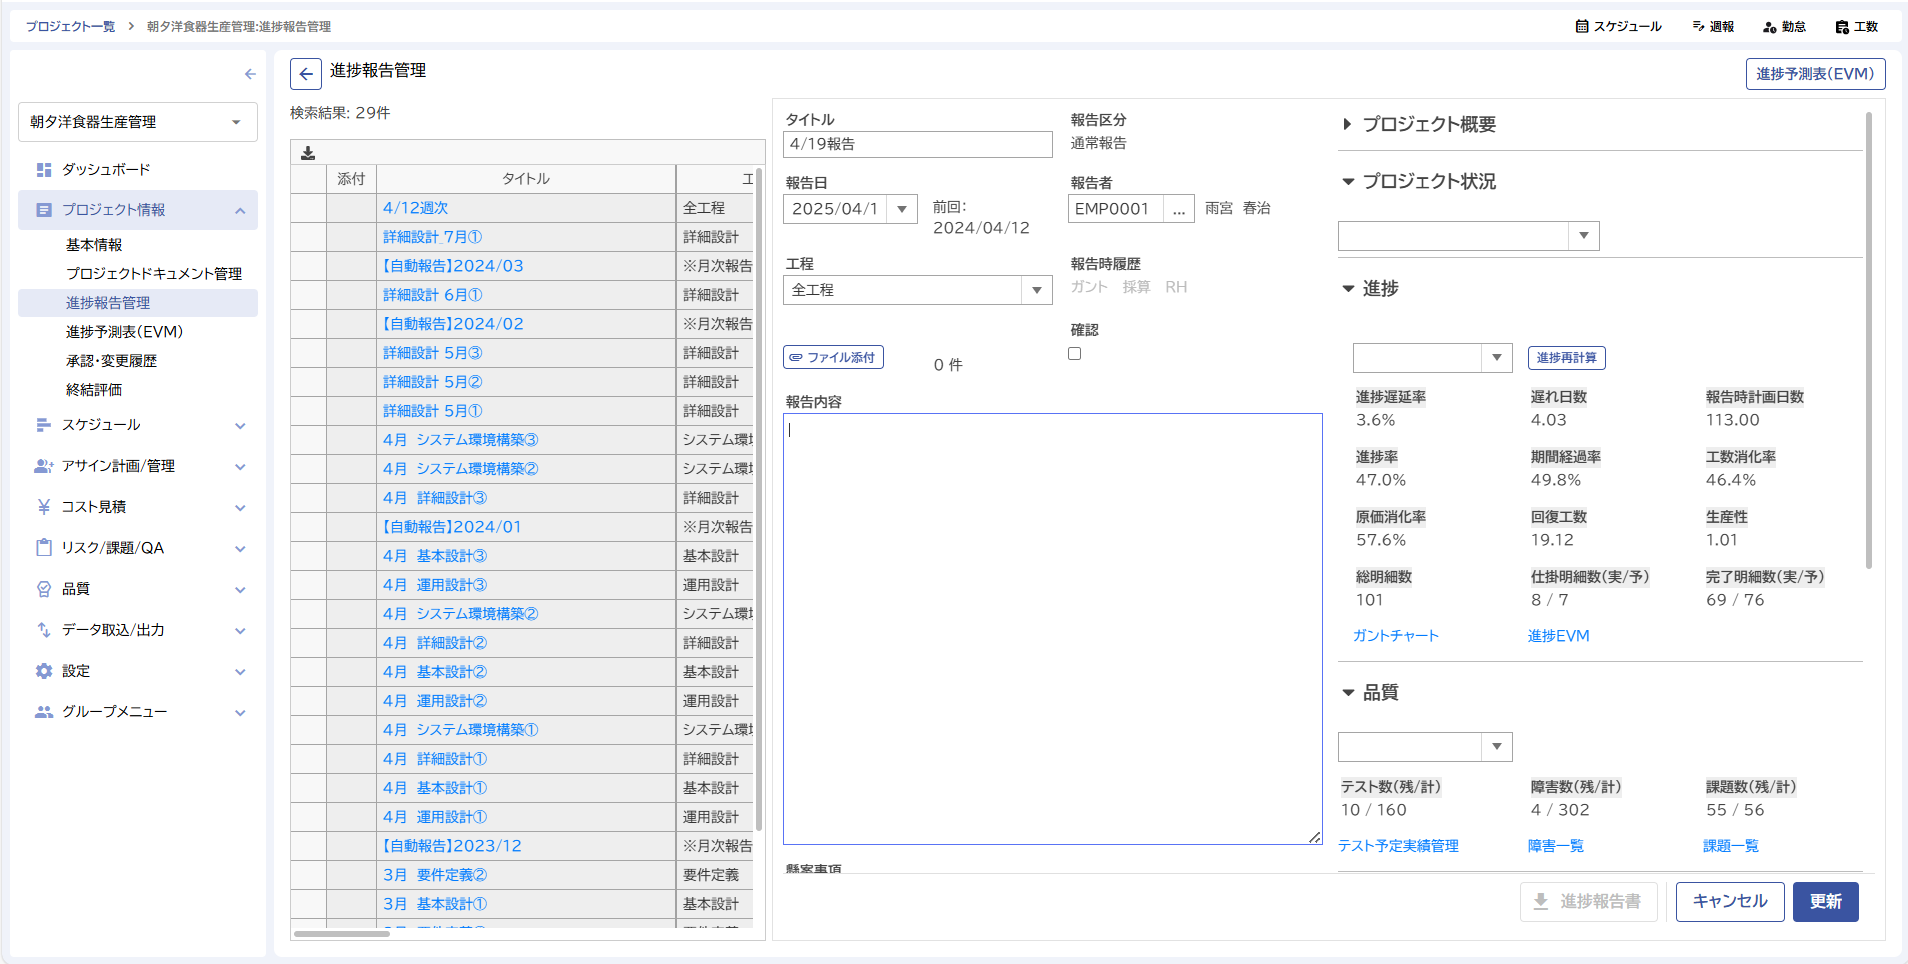 プロジェクト一覧 > 朝夕洋食器生産管理:進捗報告管理
スケジュール
週報
勤怠
工数
朝夕洋食器生産管理
ダッシュボード
プロジェクト情報
基本情報
プロジェクトドキュメント管理
進捗報告管理
進捗予測表(EVM)
承認・変更履歴
終結評価
スケジュール
アサイン計画/管理
コスト見積
リスク/課題/QA
品質
データ取込/出力
設定
グループメニュー
進捗報告管理
進捗予測表(EVM)
検索結果: 29件
添付 タイトル 工
4/12週次 全工程
詳細設計_7月① 詳細設計
【自動報告】2024/03 ※月次報告
詳細設計 6月① 詳細設計
【自動報告】2024/02 ※月次報告
詳細設計 5月③ 詳細設計
詳細設計 5月② 詳細設計
詳細設計 5月① 詳細設計
4月 システム環境構築③ システム環境
4月 システム環境構築② システム環境
4月 詳細設計③ 詳細設計
【自動報告】2024/01 ※月次報告
4月 基本設計③ 基本設計
4月 運用設計③ 運用設計
4月 システム環境構築② システム環境
4月 詳細設計② 詳細設計
4月 基本設計② 基本設計
4月 運用設計② 運用設計
4月 システム環境構築① システム環境
4月 詳細設計① 詳細設計
4月 基本設計① 基本設計
4月 運用設計① 運用設計
【自動報告】2023/12 ※月次報告
3月 要件定義② 要件定義
3月 基本設計① 基本設計
タイトル
4/19報告
報告区分
通常報告
報告日
2025/04/1
前回:
2024/04/12
報告者
EMP0001 ... 雨宮 春治
工程
全工程
報告時履歴
ガント 採算 RH
確認
ファイル添付
0 件
報告内容
懸案事項
プロジェクト概要
プロジェクト状況
進捗
進捗再計算
進捗遅延率 遅れ日数 報告時計画日数
3.6% 4.03 113.00
進捗率 期間経過率 工数消化率
47.0% 49.8% 46.4%
原価消化率 回復工数 生産性
57.6% 19.12 1.01
総明細数 仕掛明細数(実/予) 完了明細数(実/予)
101 8 / 7 69 / 76
ガントチャート 進捗EVM
品質
テスト数(残/計) 障害数(残/計) 課題数(残/計)
10 / 160 4 / 302 55 / 56
テスト予定実績管理 障害一覧 課題一覧
進捗報告書 キャンセル 更新